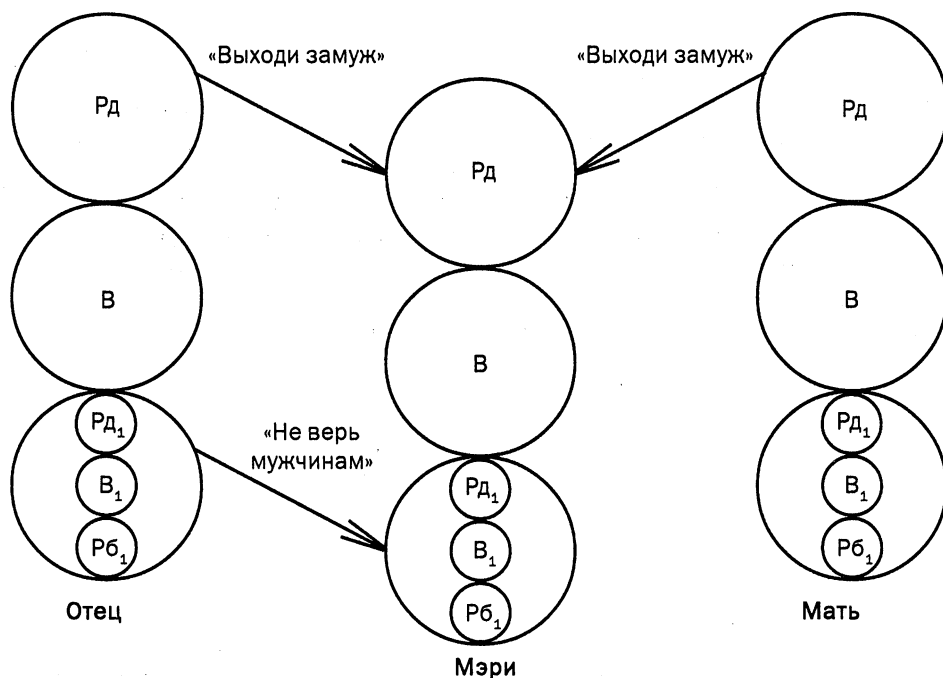 «Выходи замуж»
«Выходи замуж»
Рд
Рд
Рд
В
В
В
«Не верь
мужчинам»
Рд₁
В₁
Рб₁
Рд₁
В₁
Рб₁
Рд₁
В₁
Рб₁
Отец
Мэри
Мать